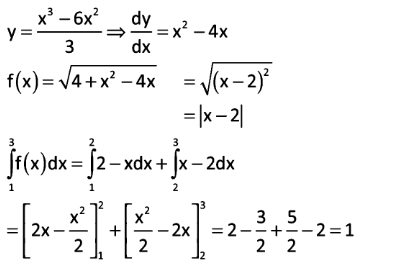 y = (x³ − 6x²)/3 ⇒ dy/dx = x² − 4x
f(x) = √(4 + x² − 4x) = √((x − 2)²)
= |x − 2|
∫₁³ f(x)dx = ∫₁² 2 − xdx + ∫₂³ x − 2dx
= [2x − x²/2]₁² + [x²/2 − 2x]₂³ = 2 − 3/2 + 5/2 − 2 = 1